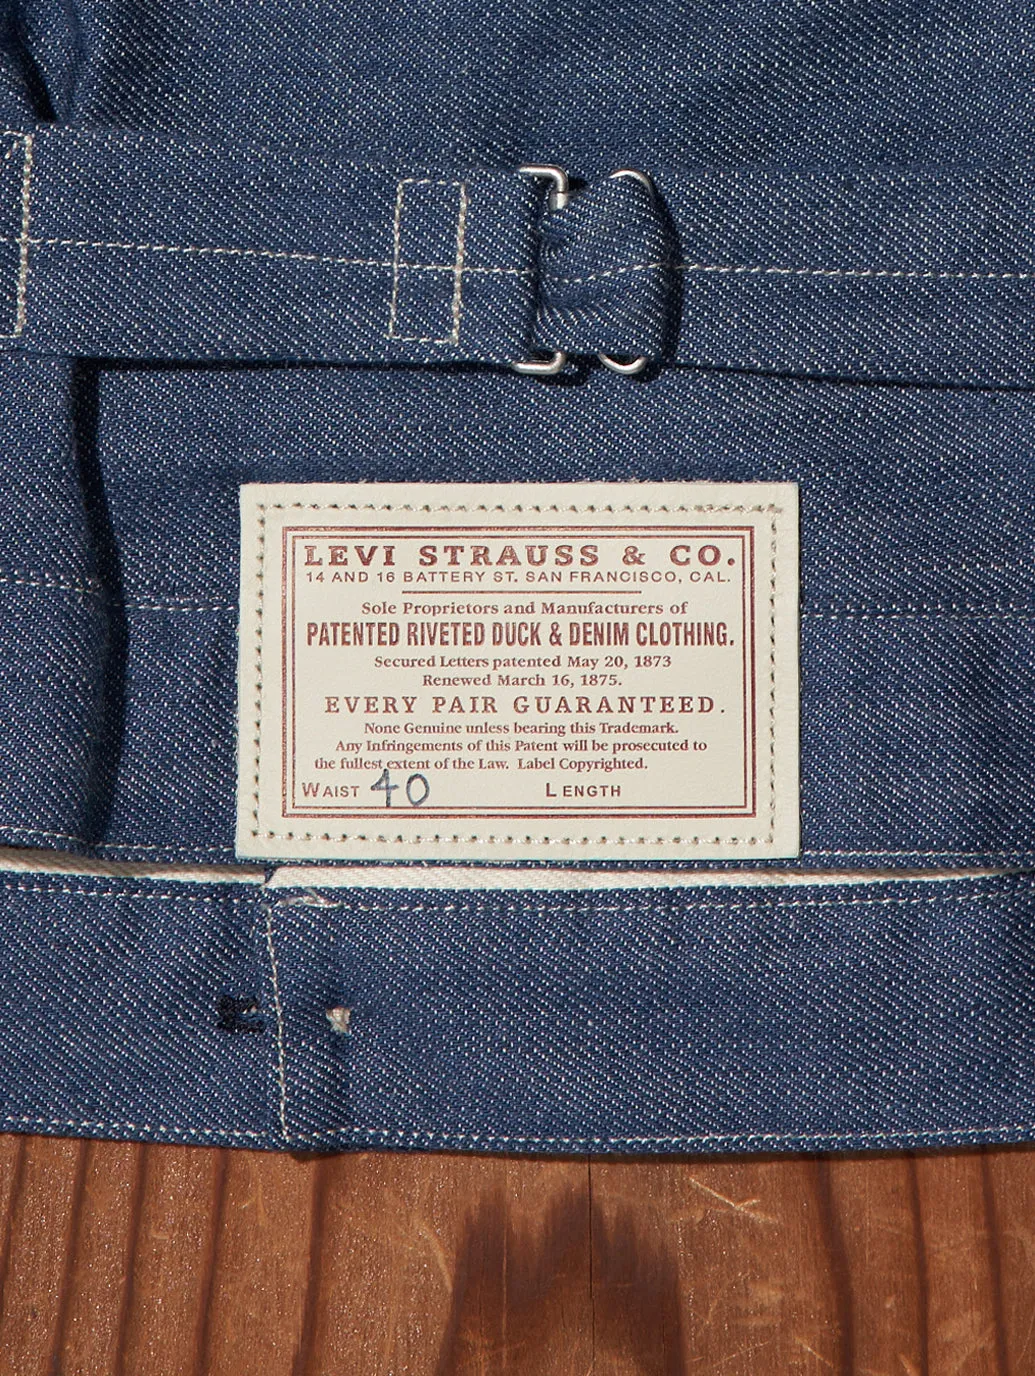 LEVI STRAUSS & CO.
14 AND 16 BATTERY ST. SAN FRANCISCO, CAL.
Sole Proprietors and Manufacturers of
PATENTED RIVETED DUCK & DENIM CLOTHING.
Secured Letters patented May 20, 1873
Renewed March 16, 1875.
EVERY PAIR GUARANTEED.
None Genuine unless bearing this Trademark.
Any Infringements of this Patent will be prosecuted to
the fullest extent of the Law. Label Copyrighted.
WAIST 40 LENGTH